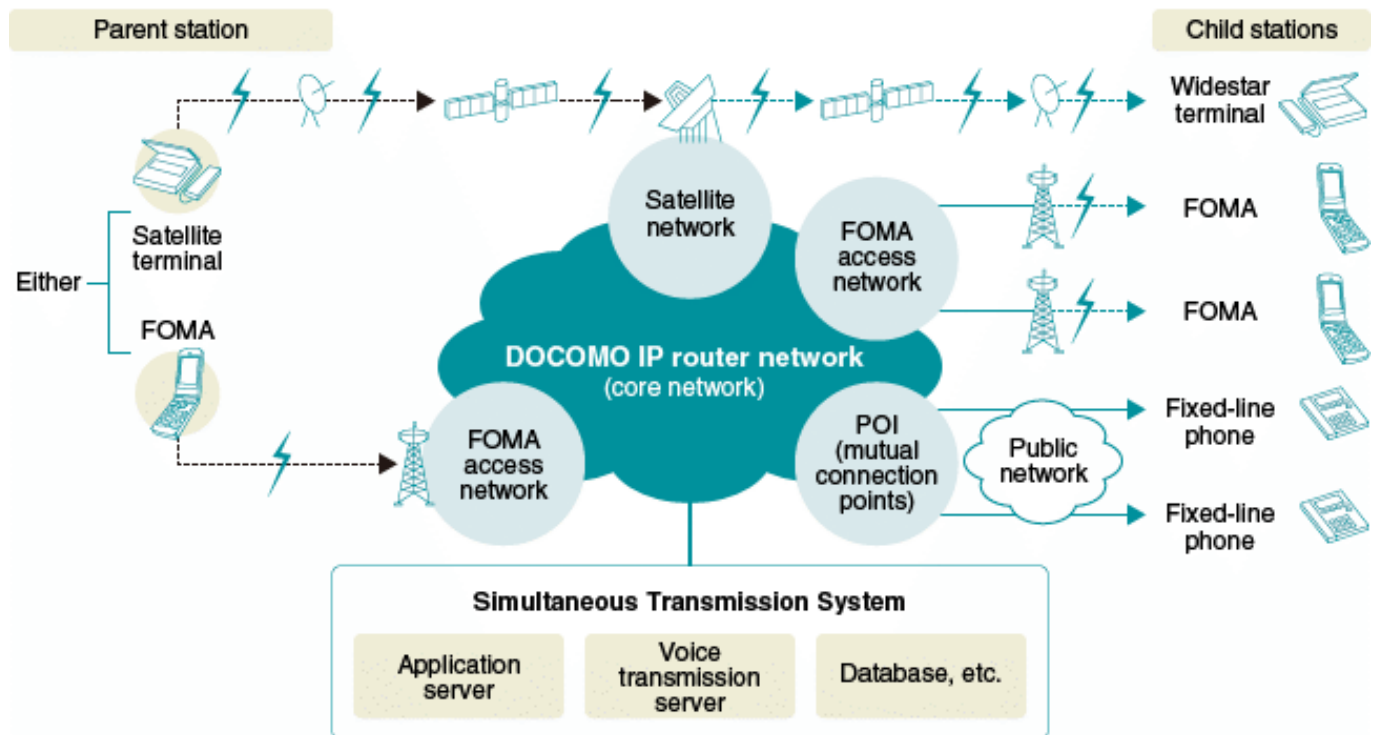 Parent station
Child stations
Widestar
terminal
Satellite
network
FOMA
access
network
FOMA
Satellite
terminal
Either
FOMA
FOMA
DOCOMO IP router network
(core network)
FOMA
access
network
POI
(mutual
connection
points)
Public
network
Fixed-line
phone
Fixed-line
phone
Simultaneous Transmission System
Application
server
Voice
transmission
server
Database, etc.